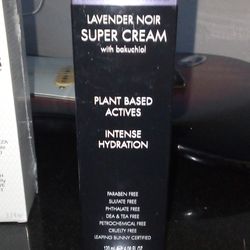 LAVENDER NOIR
SUPER CREAM
with bakuchiol
PLANT BASED
ACTIVES
INTENSE
HYDRATION
PARABEN FREE
SULFATE FREE
PHTHALATE FREE
DEA & TEA FREE
PETROCHEMICAL FREE
CRUELTY FREE
LEAPING BUNNY CERTIFIED